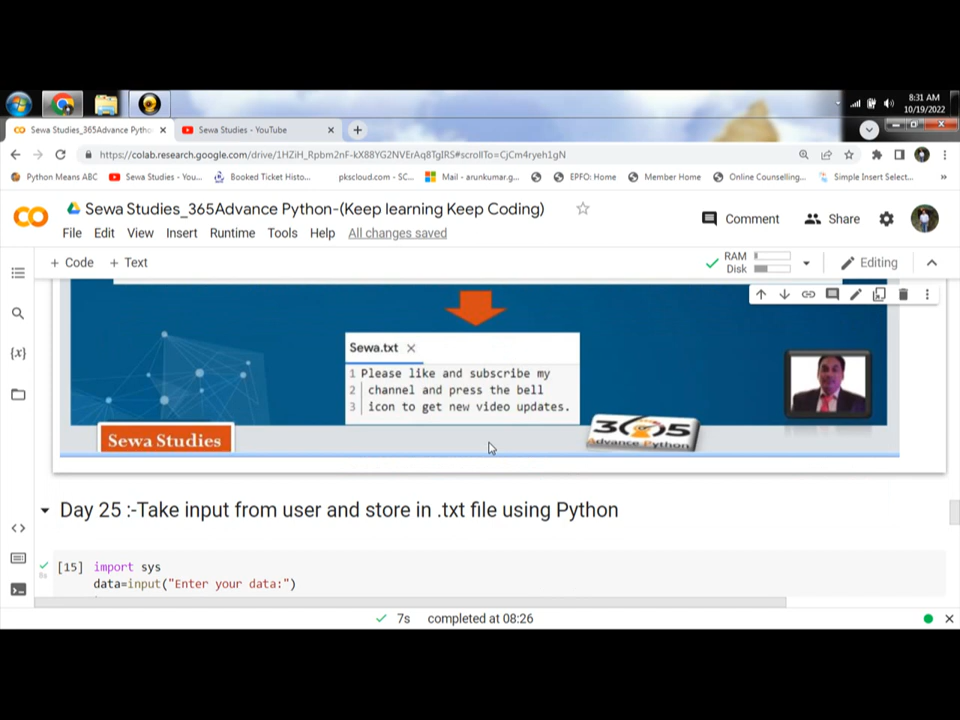 8:31 AM
10/19/2022
Sewa Studies_365Advance Pytho
Sewa Studies - YouTube
https://colab.research.google.com/drive/1HZiH_Rpbm2nF-kX88YG2NVErAq8TgIRS#scrollTo=CjCm4ryeh1gN
Python Means ABC
Sewa Studies - You...
Booked Ticket Histo...
pkscloud.com - SC...
Mail - arunkumar.g...
EPFO: Home
Member Home
Online Counselling...
Simple Insert Select...
»
Sewa Studies_365Advance Python-(Keep learning Keep Coding)
Comment
Share
File Edit View Insert Runtime Tools Help All changes saved
+ Code + Text
RAM
Disk
Editing
Sewa.txt
1 Please like and subscribe my
2 channel and press the bell
3 icon to get new video updates.
Sewa Studies
365
Advance Python
Day 25 :-Take input from user and store in .txt file using Python
[15] import sys
8s
data=input("Enter your data:")
7s completed at 08:26